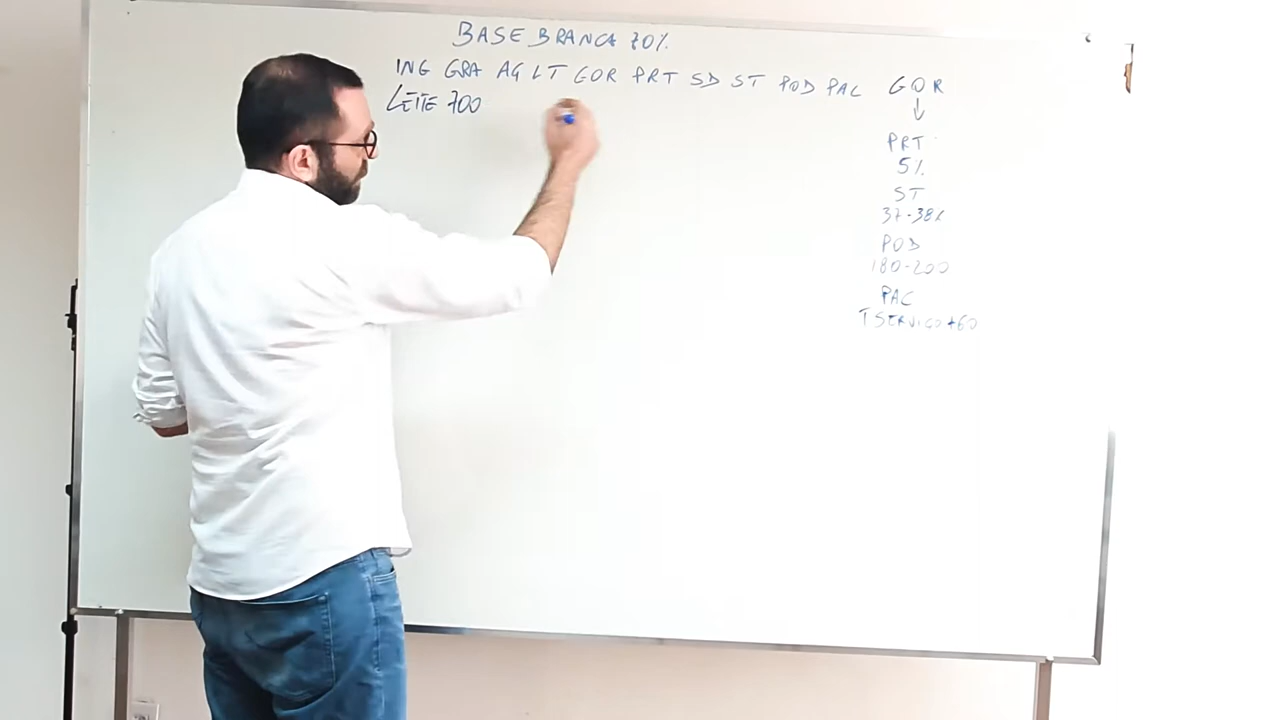 BASE BRANCA 70%
ING GRA AG LT GOR PRT SD ST POD PAC
LEITE 700
GOR
↓
PRT
5%
ST
37-38%
POD
180-200
PAC
T SERVIÇO +60